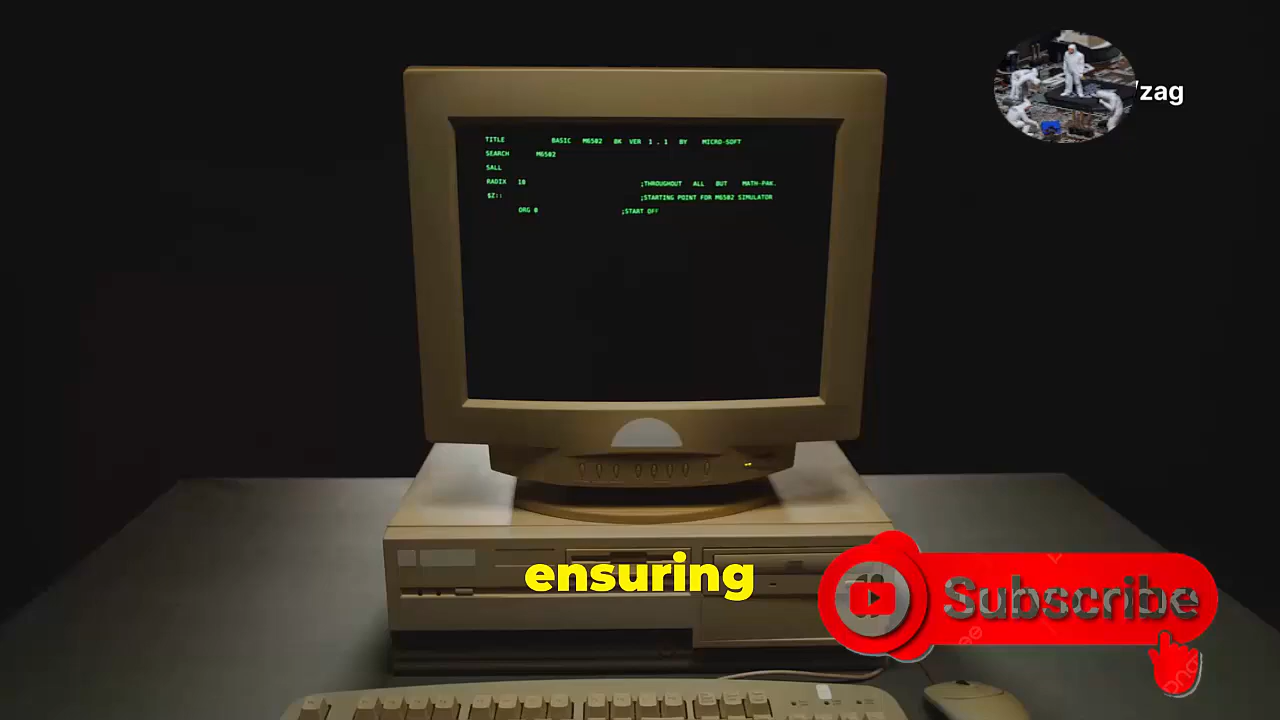 /zag
TITLE BASIC M6502 8K VER 1.1 BY MICRO-SOFT
SEARCH M6502
SALL
RADIX 10 ;THROUGHOUT ALL BUT MATH-PAK.
$Z:: ;STARTING POINT FOR M6502 SIMULATOR
ORG 0 ;START OFF
ensuring
Subscribe